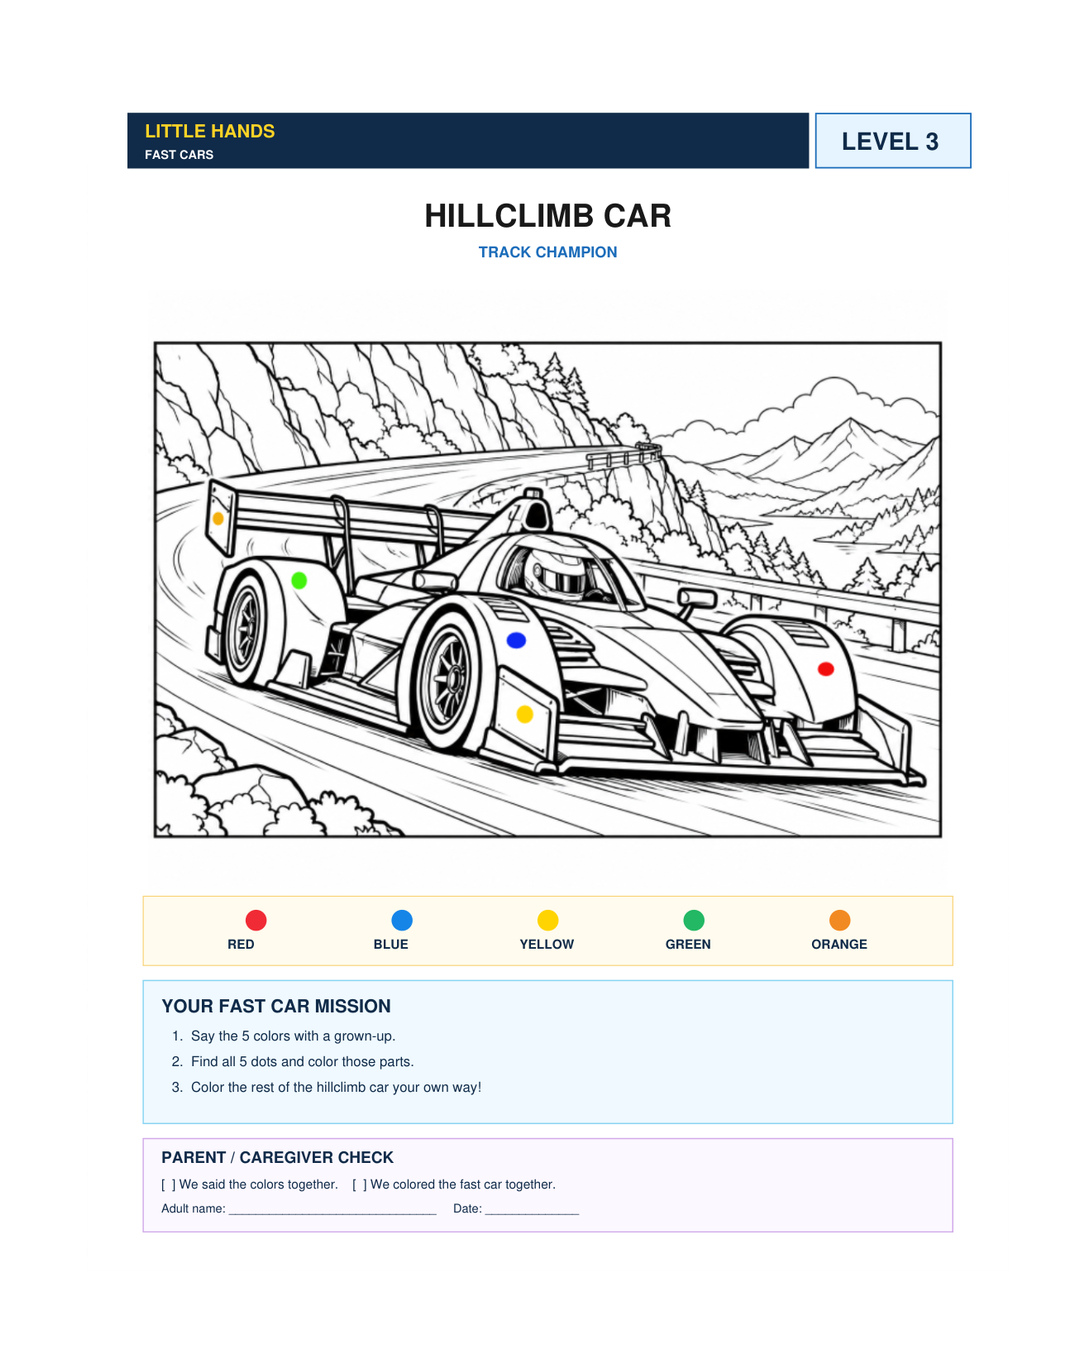 LITTLE HANDS
FAST CARS
LEVEL 3
HILLCLIMB CAR
TRACK CHAMPION
RED BLUE YELLOW GREEN ORANGE
YOUR FAST CAR MISSION
1. Say the 5 colors with a grown-up.
2. Find all 5 dots and color those parts.
3. Color the rest of the hillclimb car your own way!
PARENT / CAREGIVER CHECK
[ ] We said the colors together. [ ] We colored the fast car together.
Adult name: ______________________________ Date: ______________